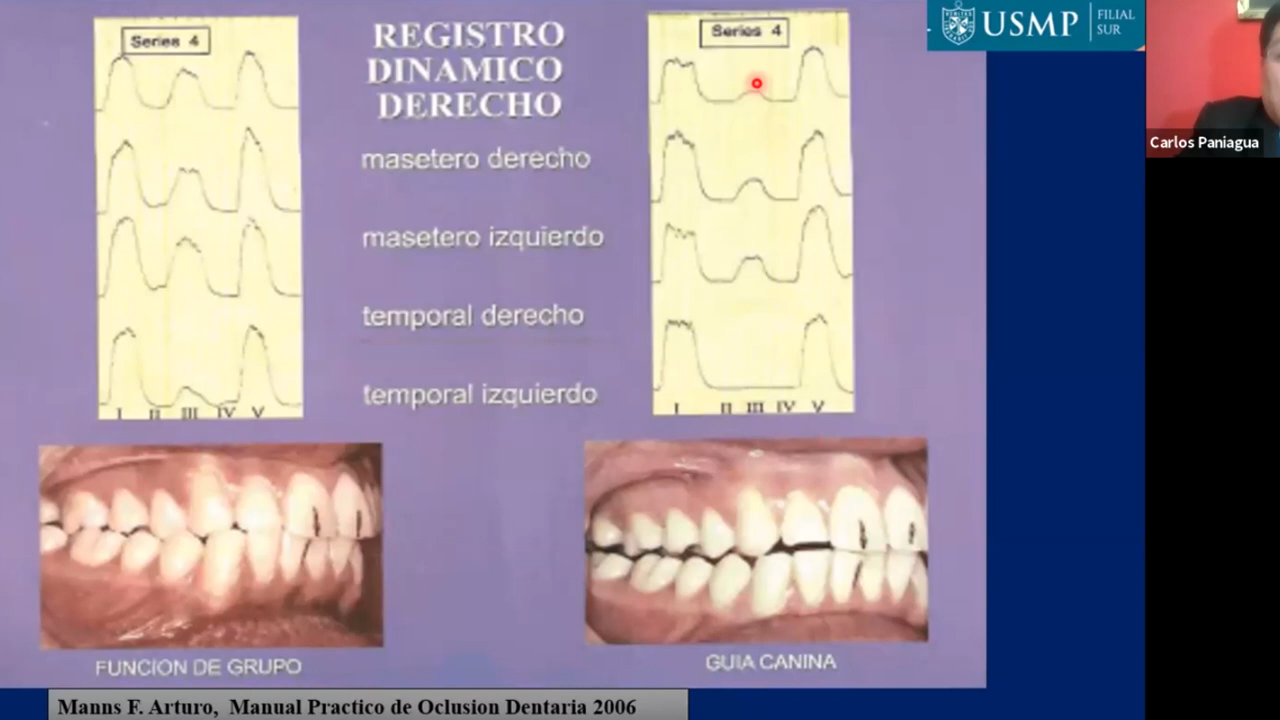 Series 4
I II III IV V
REGISTRO
DINAMICO
DERECHO
masetero derecho
masetero izquierdo
temporal derecho
temporal izquierdo
Series 4
I II III IV V
USMP
FILIAL
SUR
Carlos Paniagua
FUNCION DE GRUPO
GUIA CANINA
Manns F. Arturo, Manual Practico de Oclusion Dentaria 2006